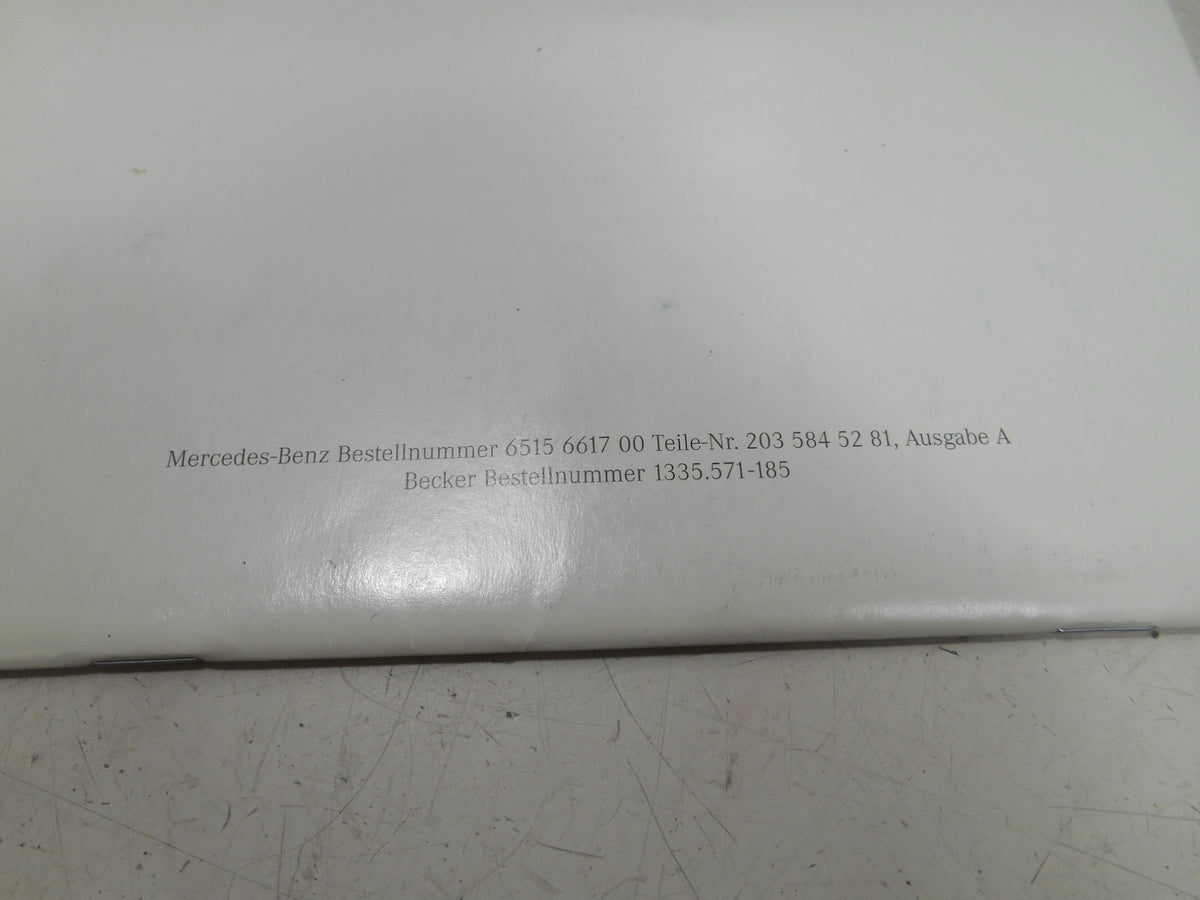 Mercedes-Benz Bestellnummer 6515 6617 00 Teile-Nr. 203 584 52 81, Ausgabe A
Becker Bestellnummer 1335.571-185